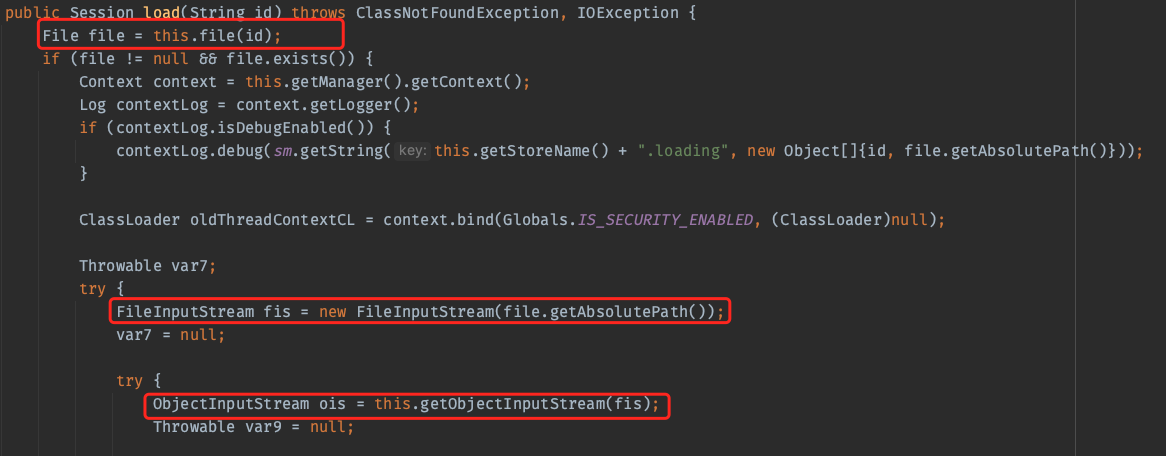 public Session load(String id) throws ClassNotFoundException, IOException {
File file = this.file(id);
if (file != null && file.exists()) {
Context context = this.getManager().getContext();
Log contextLog = context.getLogger();
if (contextLog.isDebugEnabled()) {
contextLog.debug(sm.getString( key: this.getStoreName() + ".loading", new Object[]{id, file.getAbsolutePath()}));
}
ClassLoader oldThreadContextCL = context.bind(Globals.IS_SECURITY_ENABLED, (ClassLoader)null);
Throwable var7;
try {
FileInputStream fis = new FileInputStream(file.getAbsolutePath());
var7 = null;
try {
ObjectInputStream ois = this.getObjectInputStream(fis);
Throwable var9 = null;